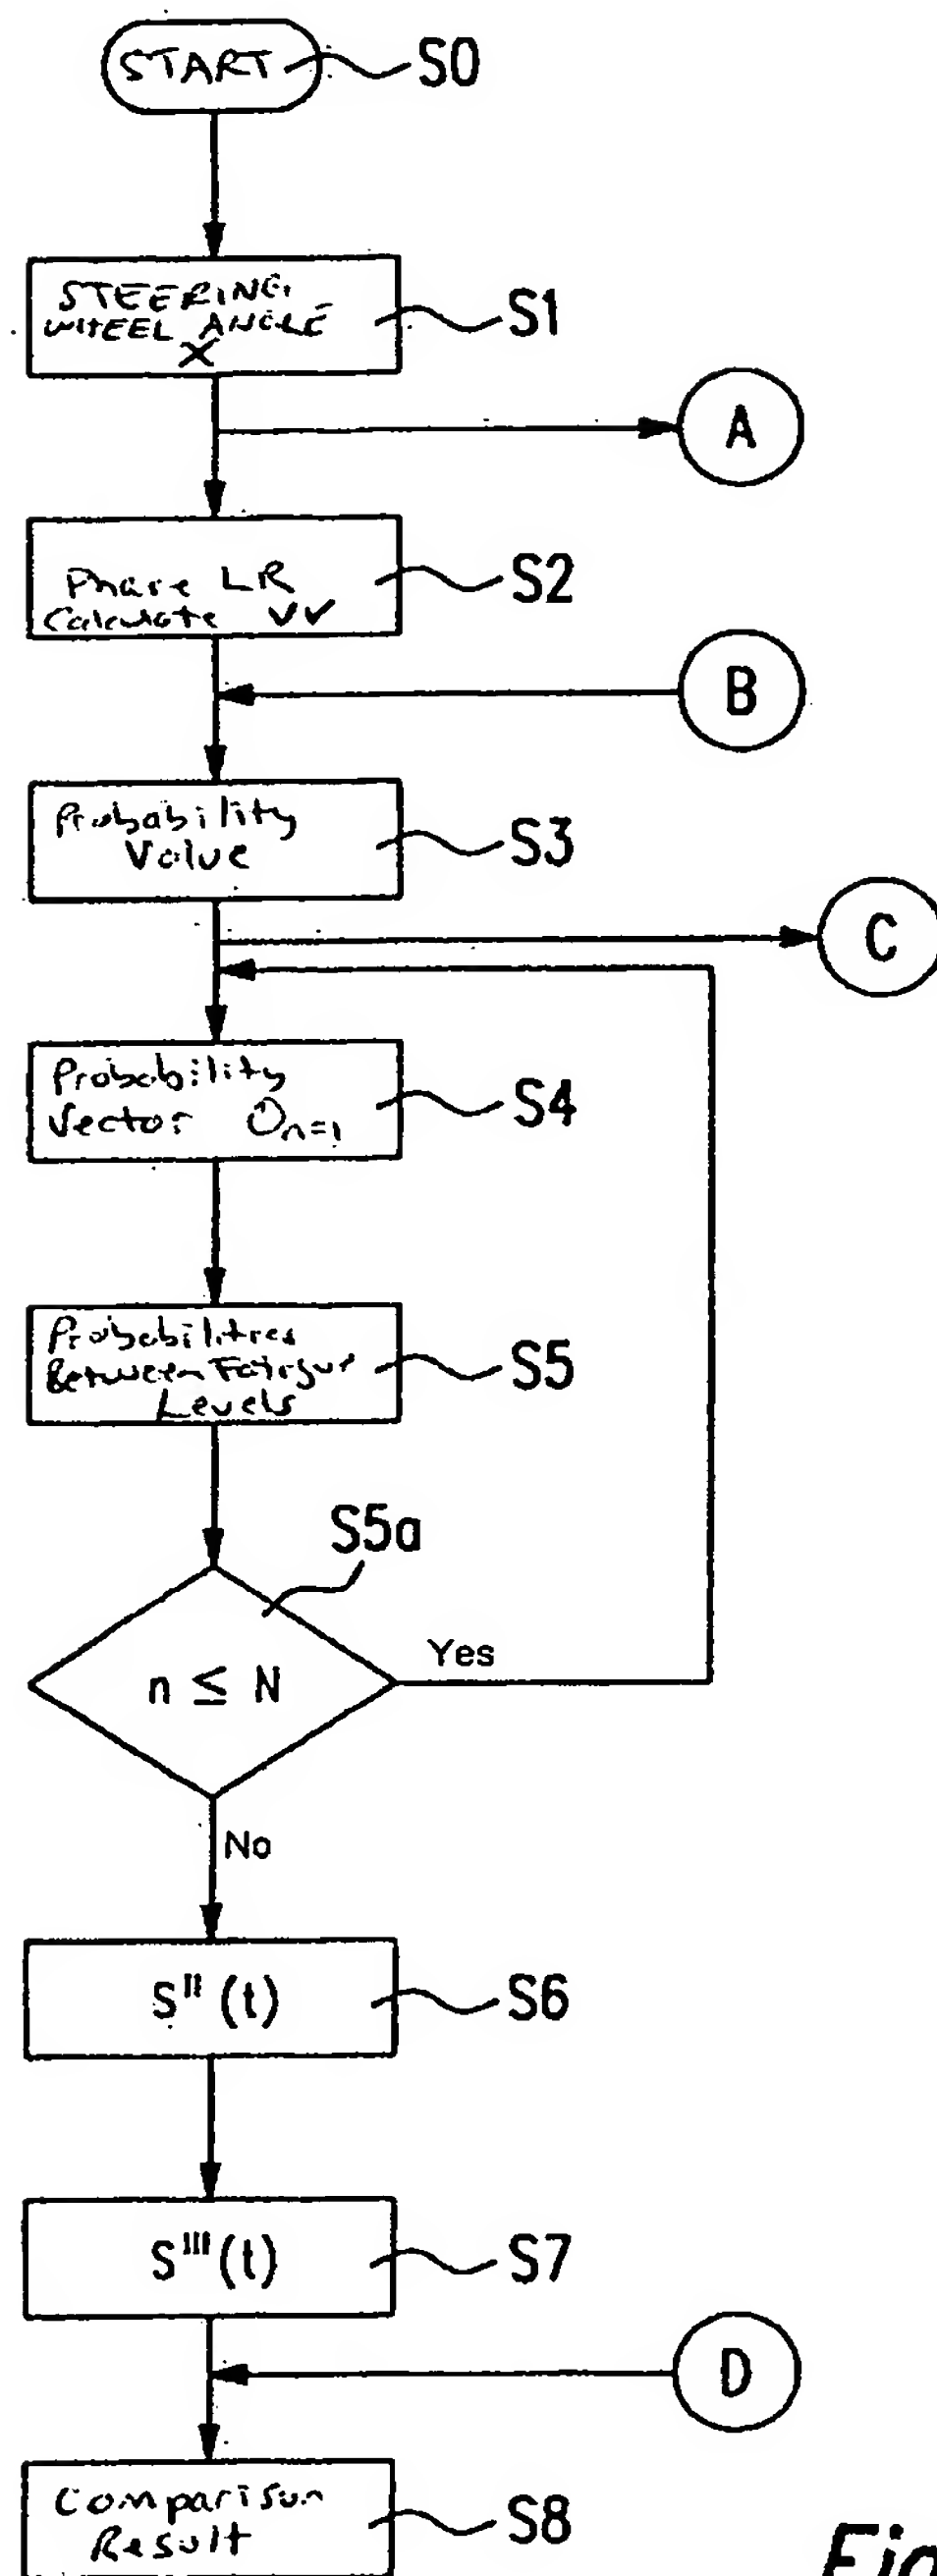 START S0
STEERING
WHEEL ANGLE
X
S1
A
Phase LR
Calculate VV
S2
B
Probability
Value
S3
C
Probability
Vector On=1
S4
Probabilities
Between Fatigue
Levels
S5
S5a
n ≤ N
Yes
No
S"(t)
S6
S'''(t)
S7
D
Comparison
Result
S8